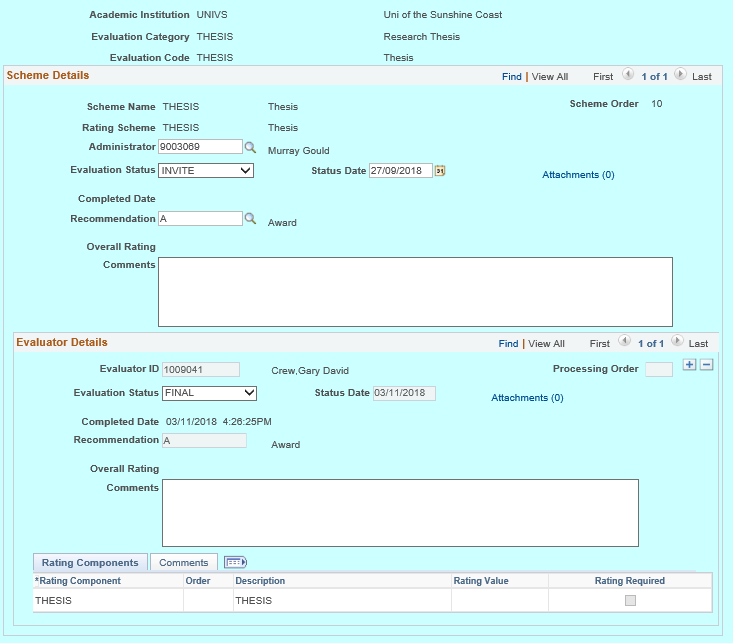 Academic Institution UNIVS Uni of the Sunshine Coast
Evaluation Category THESIS Research Thesis
Evaluation Code THESIS Thesis
Scheme Details Find | View All First 1 of 1 Last
Scheme Name THESIS Thesis Scheme Order 10
Rating Scheme THESIS Thesis
Administrator 9003069 Murray Gould
Evaluation Status INVITE Status Date 27/09/2018 31 Attachments (0)
Completed Date
Recommendation A Award
Overall Rating
Comments
Evaluator Details Find | View All First 1 of 1 Last
Evaluator ID 1009041 Crew,Gary David Processing Order
Evaluation Status FINAL Status Date 03/11/2018 Attachments (0)
Completed Date 03/11/2018 4:26:25PM
Recommendation A Award
Overall Rating
Comments
Rating Components Comments
*Rating Component Order Description Rating Value Rating Required
THESIS THESIS